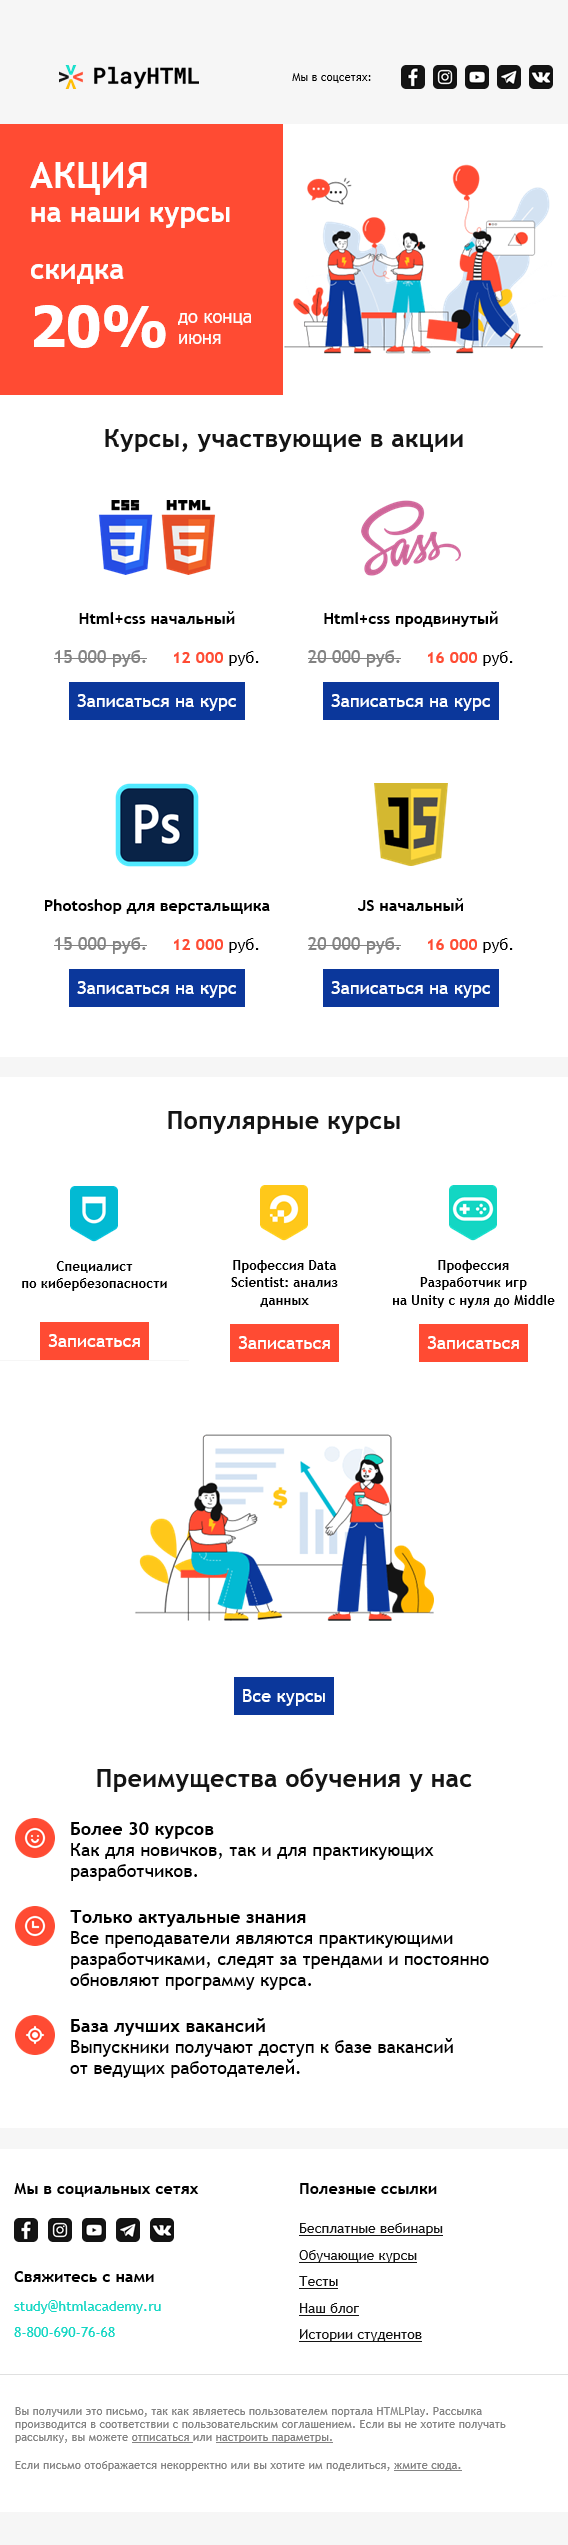 PlayHTML
Мы в соцсетях:
АКЦИЯ
на наши курсы
скидка
20%
до конца
июня
Курсы, участвующие в акции
CSS HTML
Sass
Html+css начальный
Html+css продвинутый
15 000 руб. 12 000 руб.
20 000 руб. 16 000 руб.
Записаться на курс
Записаться на курс
Ps
JS
Photoshop для верстальщика
JS начальный
15 000 руб. 12 000 руб.
20 000 руб. 16 000 руб.
Записаться на курс
Записаться на курс
Популярные курсы
Специалист
по кибербезопасности
Профессия Data
Scientist: анализ
данных
Профессия
Разработчик игр
на Unity с нуля до Middle
Записаться
Записаться
Записаться
$
Все курсы
Преимущества обучения у нас
Более 30 курсов
Как для новичков, так и для практикующих
разработчиков.
Только актуальные знания
Все преподаватели являются практикующими
разработчиками, следят за трендами и постоянно
обновляют программу курса.
База лучших вакансий
Выпускники получают доступ к базе вакансий
от ведущих работодателей.
Мы в социальных сетях
Свяжитесь с нами
study@htmlacademy.ru
8-800-690-76-68
Полезные ссылки
Бесплатные вебинары
Обучающие курсы
Тесты
Наш блог
Истории студентов
Вы получили это письмо, так как являетесь пользователем портала HTMLPlay. Рассылка
производится в соответствии с пользовательским соглашением. Если вы не хотите получать
рассылку, вы можете отписаться или настроить параметры.
Если письмо отображается некорректно или вы хотите им поделиться, жмите сюда.